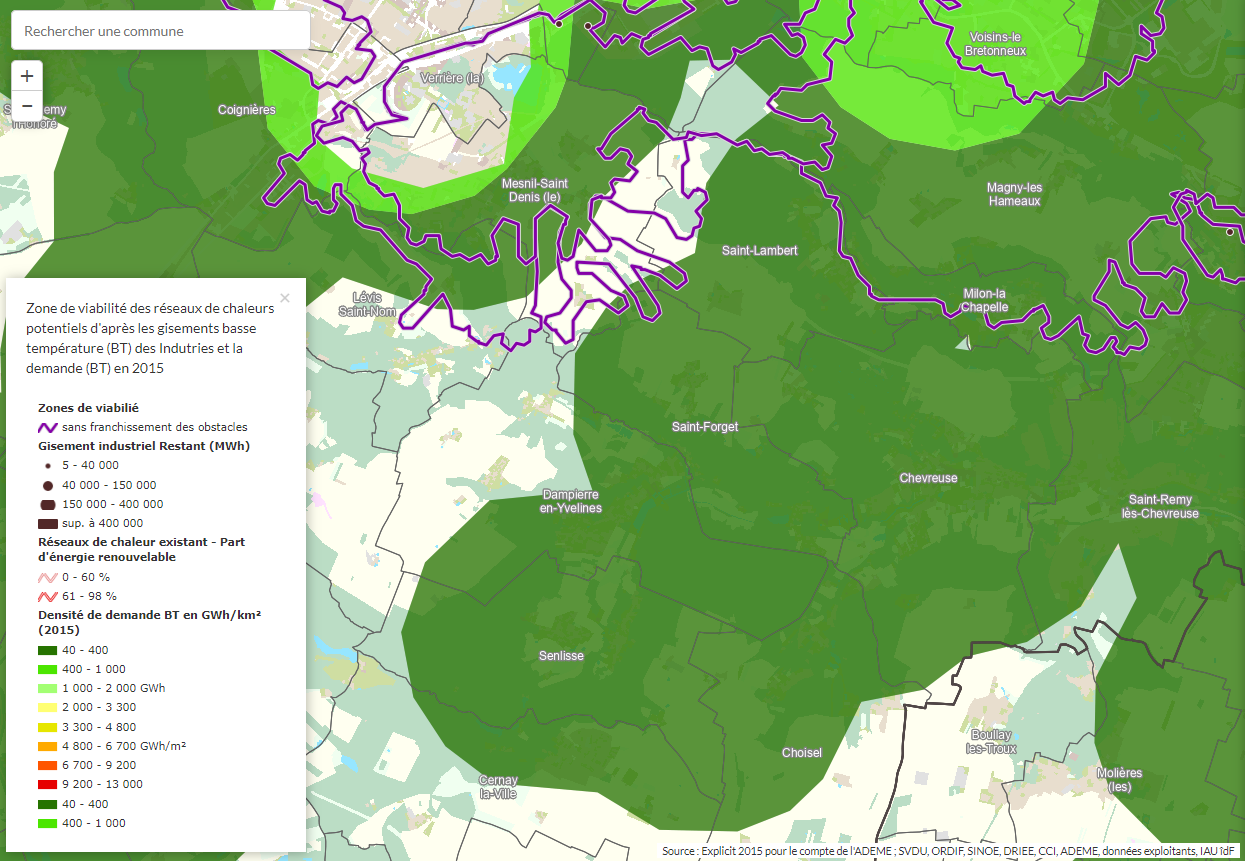 Rechercher une commune
+
−
Coignières
Verrière (la)
Voisins-le
Bretonneux
Mesnil-Saint
Denis (le)
Magny-les
Hameaux
Saint-Lambert
Lévis
Saint-Nom
Milon-la
Chapelle
Saint-Forget
Chevreuse
Dampierre
en-Yvelines
Saint-Remy
lès-Chevreuse
Senlisse
Choisel
Boullay
les-Troux
Cernay
la-Ville
Molières
(les)
×
Zone de viabilité des réseaux de chaleurs
potentiels d'après les gisements basse
température (BT) des Indutries et la
demande (BT) en 2015
Zones de viabilié
sans franchissement des obstacles
Gisement industriel Restant (MWh)
5 - 40 000
40 000 - 150 000
150 000 - 400 000
sup. à 400 000
Réseaux de chaleur existant - Part
d'énergie renouvelable
0 - 60 %
61 - 98 %
Densité de demande BT en GWh/km²
(2015)
40 - 400
400 - 1 000
1 000 - 2 000 GWh
2 000 - 3 300
3 300 - 4 800
4 800 - 6 700 GWh/m²
6 700 - 9 200
9 200 - 13 000
40 - 400
400 - 1 000
Source : Explicit 2015 pour le compte de l'ADEME ; SVDU, ORDIF, SINOE, DRIEE, CCI, ADEME, données exploitants, IAU îdF